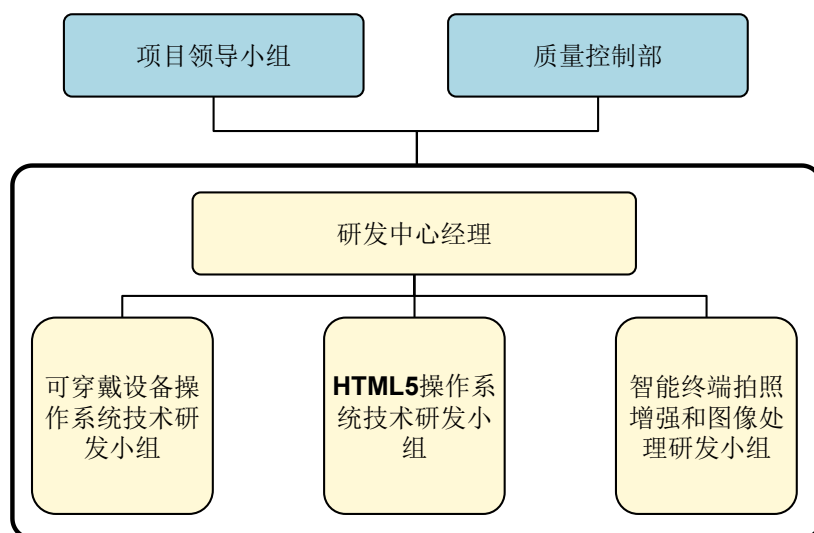 项目领导小组
质量控制部
研发中心经理
可穿戴设备操
作系统技术研
发小组
HTML5操作系
统技术研发小
组
智能终端拍照
增强和图像处
理研发小组